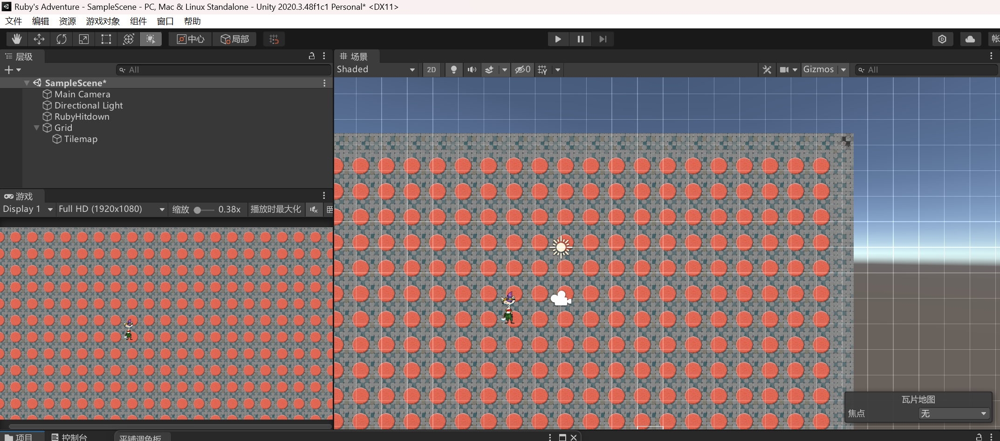 Ruby's Adventure - SampleScene - PC, Mac & Linux Standalone - Unity 2020.3.48f1c1 Personal* <DX11>
文件 编辑 资源 游戏对象 组件 窗口 帮助
中心 局部 帐
层级
All
SampleScene*
Main Camera
Directional Light
RubyHitdown
Grid
Tilemap
游戏
Display 1 Full HD (1920x1080) 缩放 0.38x 播放时最大化
场景
Shaded 2D 0 Gizmos All
瓦片地图
焦点 无
项目 控制台 平铺调色板